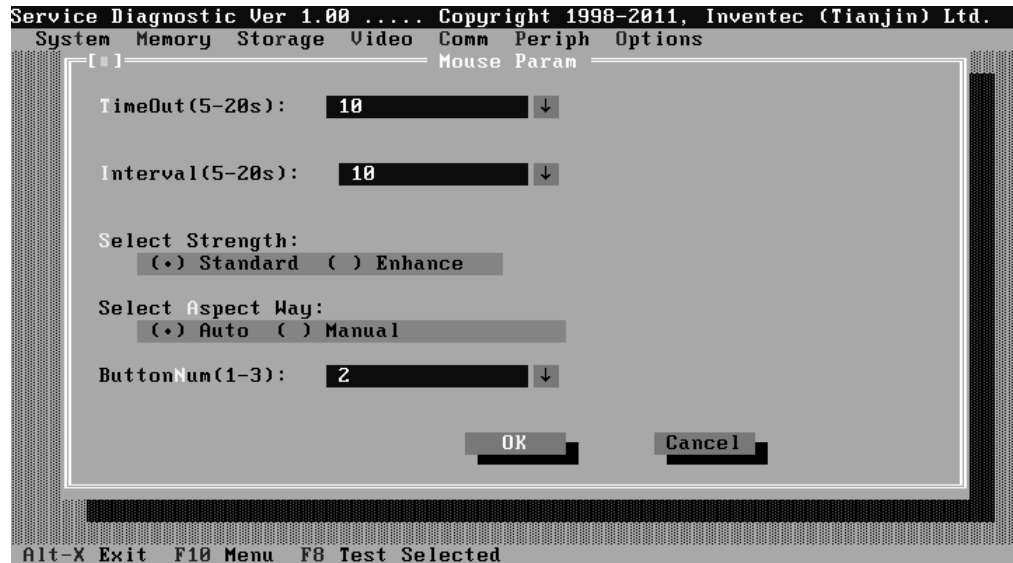 Service Diagnostic Ver 1.00 ..... Copyright 1998-2011, Inventec (Tianjin) Ltd.
System Memory Storage Video Comm Periph Options
[■] Mouse Param
TimeOut(5-20s): 10 ↓
Interval(5-20s): 10 ↓
Select Strength:
(•) Standard ( ) Enhance
Select Aspect Way:
(•) Auto ( ) Manual
ButtonNum(1-3): 2 ↓
OK Cancel
Alt-X Exit F10 Menu F8 Test Selected